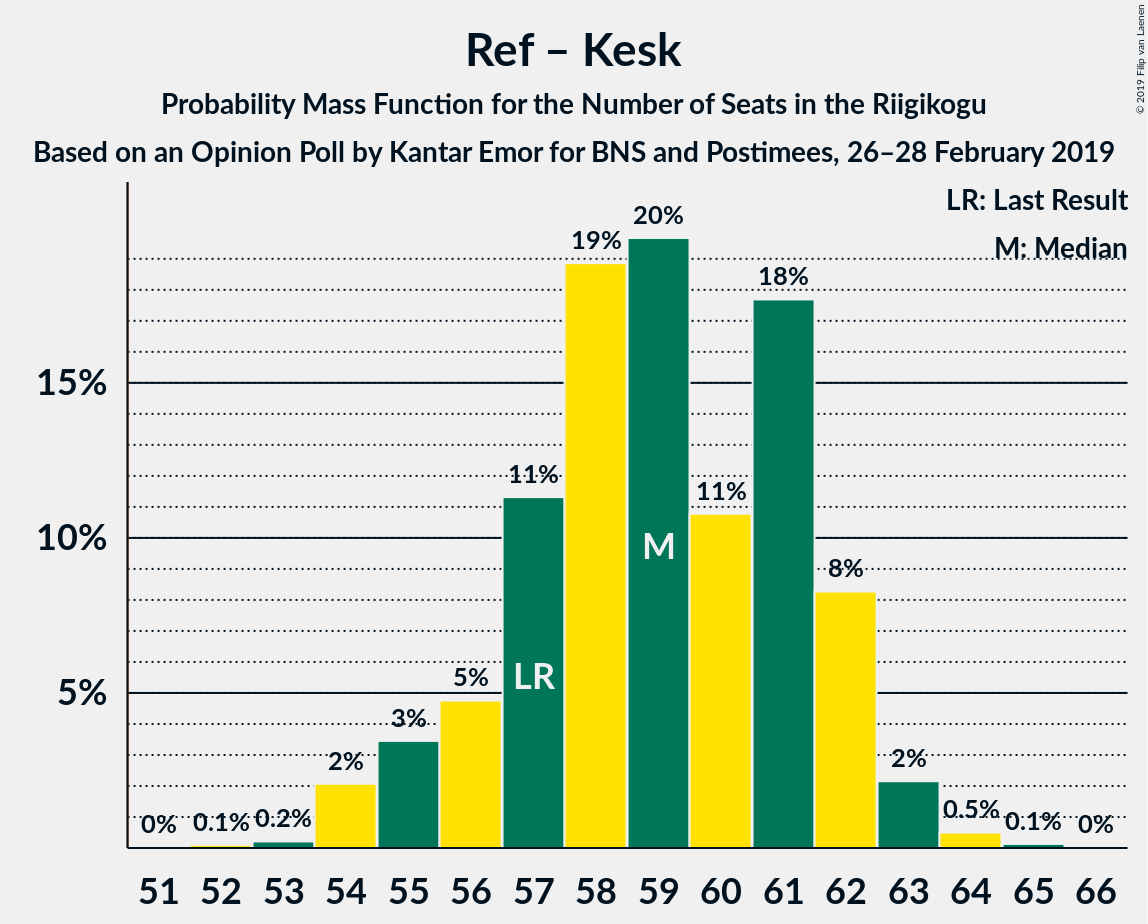 Ref – Kesk
Probability Mass Function for the Number of Seats in the Riigikogu
Based on an Opinion Poll by Kantar Emor for BNS and Postimees, 26–28 February 2019
© 2019 Filip van Laenen
LR: Last Result
M: Median
20%
19%
18%
15%
11%
11%
10%
M
8%
LR
5%
5%
3%
2%
2%
0% 0.1% 0.2% 0.5% 0.1% 0%
51 52 53 54 55 56 57 58 59 60 61 62 63 64 65 66